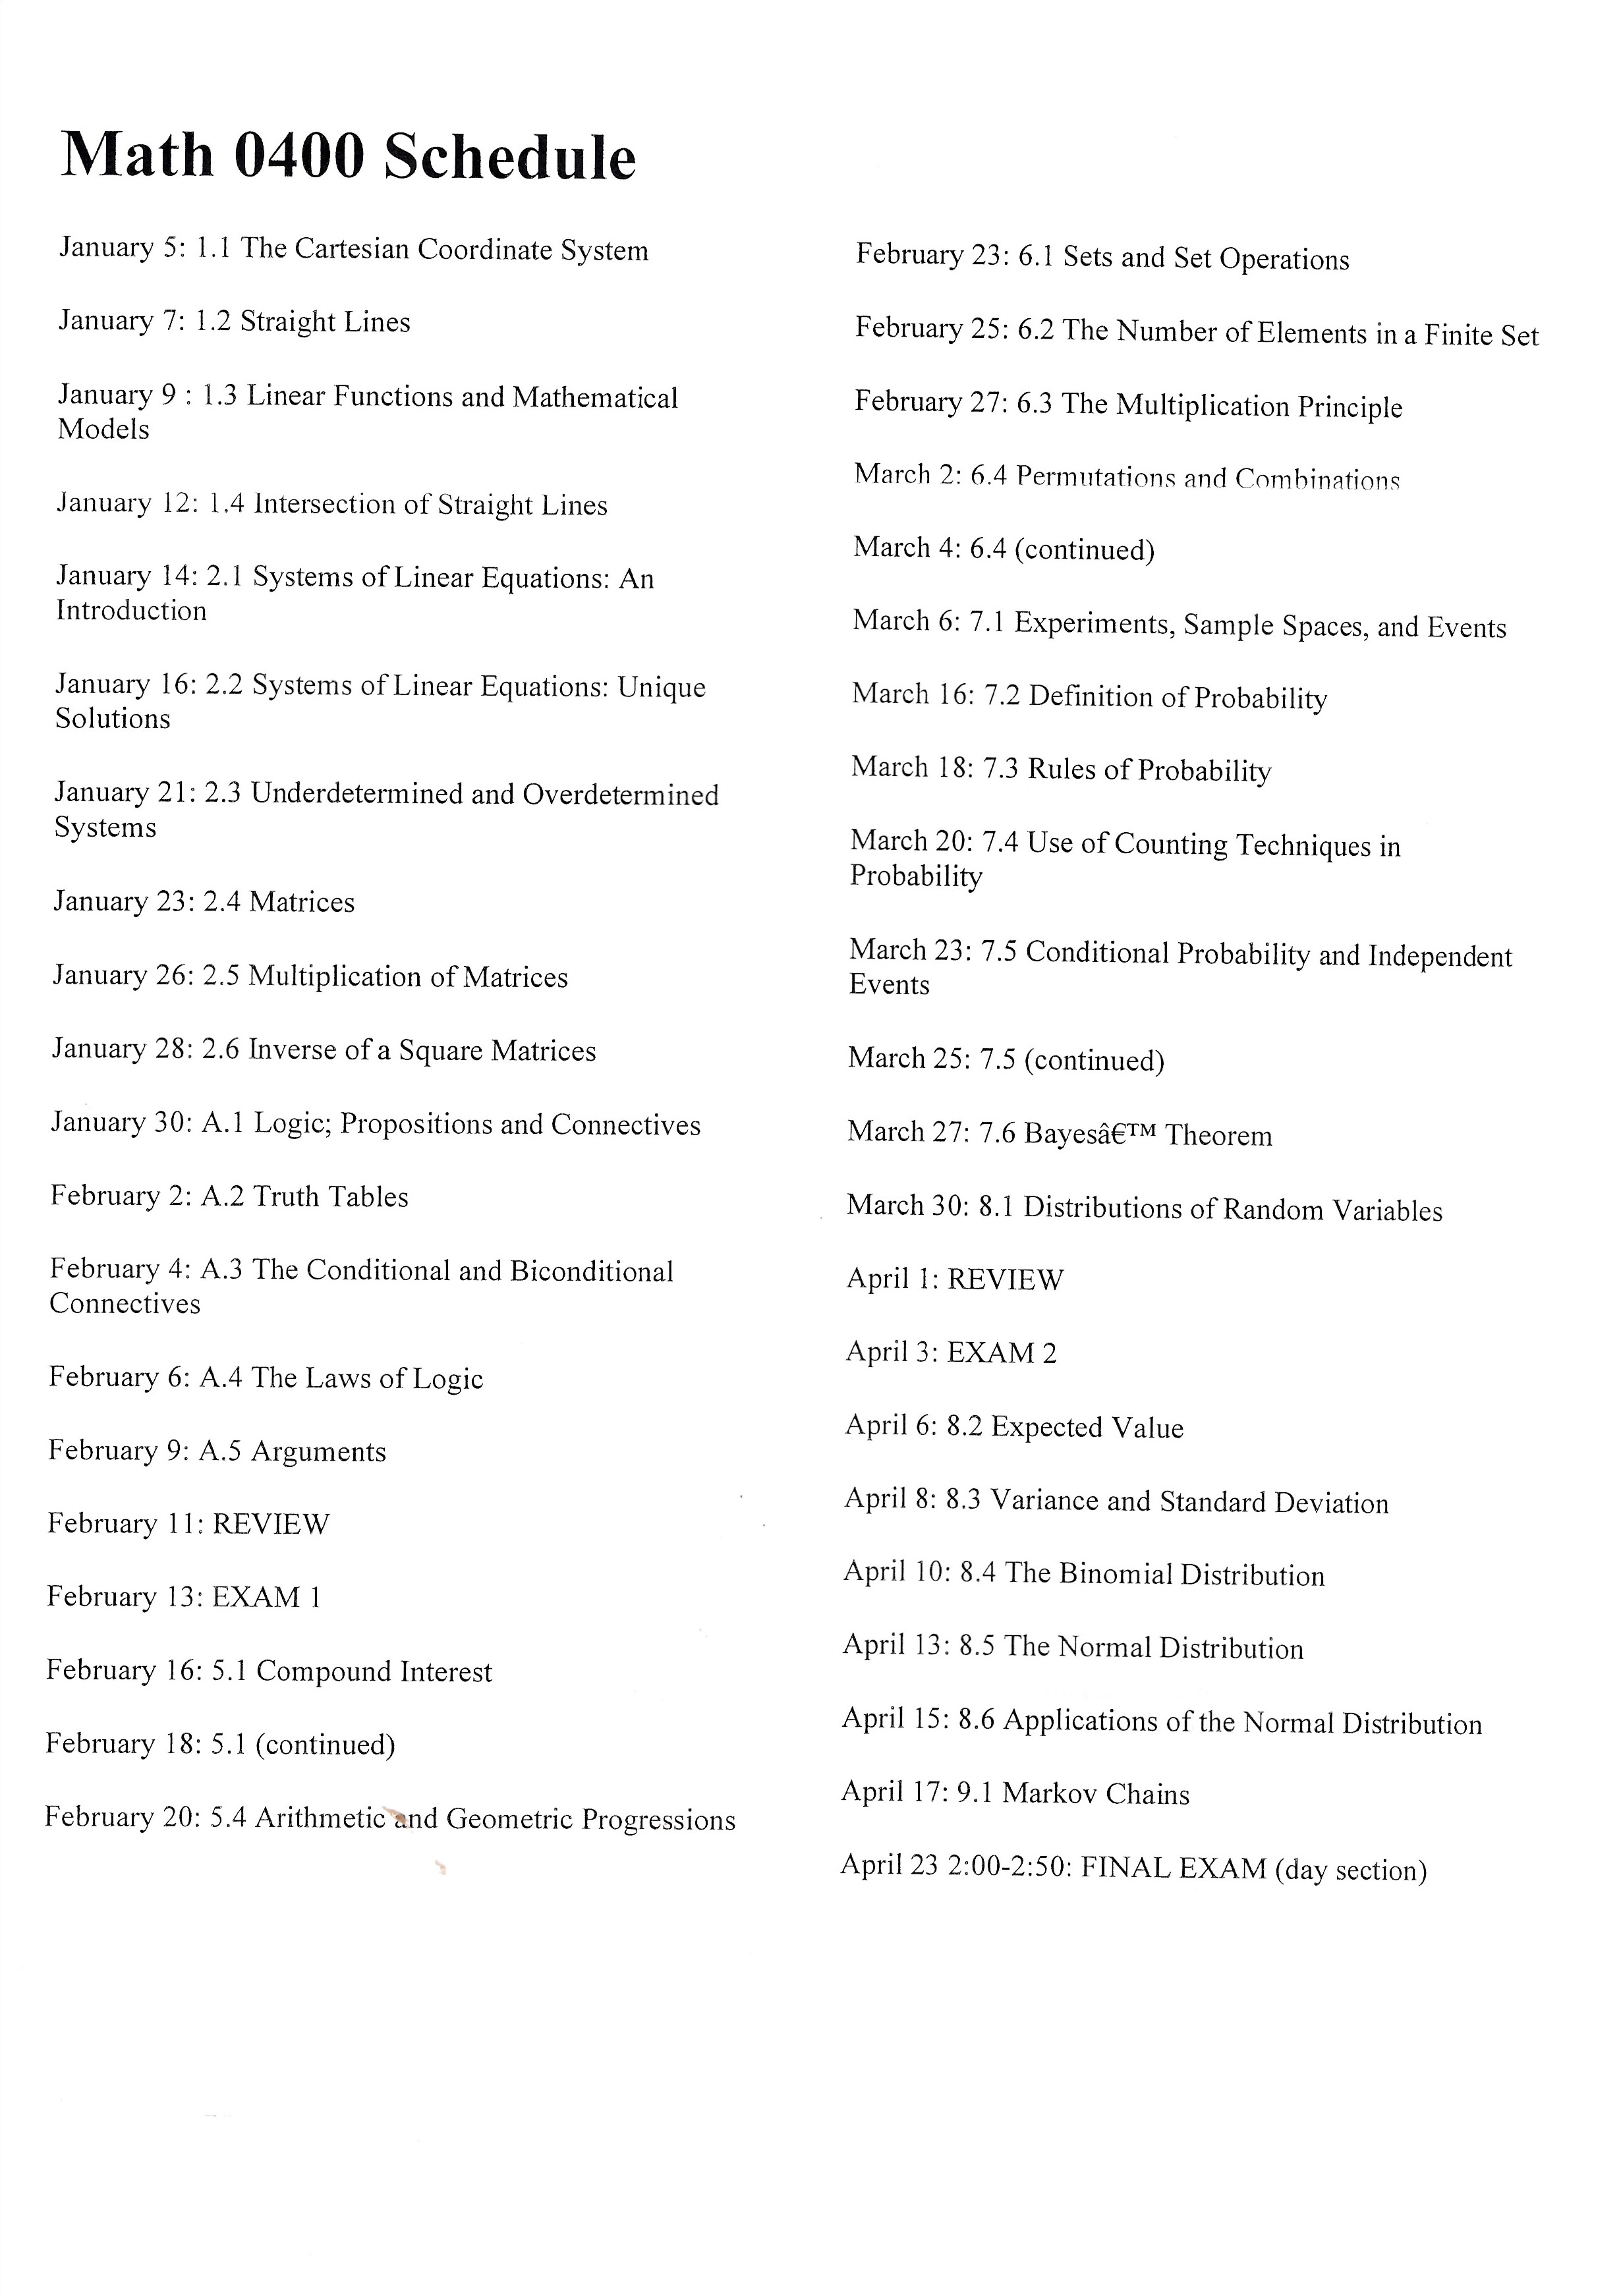 Math 0400 Schedule
January 5: 1.1 The Cartesian Coordinate System
January 7: 1.2 Straight Lines
January 9 : 1.3 Linear Functions and Mathematical
Models
January 12: 1.4 Intersection of Straight Lines
January 14: 2.1 Systems of Linear Equations: An
Introduction
January 16: 2.2 Systems of Linear Equations: Unique
Solutions
January 21: 2.3 Underdetermined and Overdetermined
Systems
January 23: 2.4 Matrices
January 26: 2.5 Multiplication of Matrices
January 28: 2.6 Inverse of a Square Matrices
January 30: A.1 Logic; Propositions and Connectives
February 2: A.2 Truth Tables
February 4: A.3 The Conditional and Biconditional
Connectives
February 6: A.4 The Laws of Logic
February 9: A.5 Arguments
February 11: REVIEW
February 13: EXAM 1
February 16: 5.1 Compound Interest
February 18: 5.1 (continued)
February 20: 5.4 Arithmetic and Geometric Progressions
February 23: 6.1 Sets and Set Operations
February 25: 6.2 The Number of Elements in a Finite Set
February 27: 6.3 The Multiplication Principle
March 2: 6.4 Permutations and Combinations
March 4: 6.4 (continued)
March 6: 7.1 Experiments, Sample Spaces, and Events
March 16: 7.2 Definition of Probability
March 18: 7.3 Rules of Probability
March 20: 7.4 Use of Counting Techniques in
Probability
March 23: 7.5 Conditional Probability and Independent
Events
March 25: 7.5 (continued)
March 27: 7.6 Bayesâ€™ Theorem
March 30: 8.1 Distributions of Random Variables
April 1: REVIEW
April 3: EXAM 2
April 6: 8.2 Expected Value
April 8: 8.3 Variance and Standard Deviation
April 10: 8.4 The Binomial Distribution
April 13: 8.5 The Normal Distribution
April 15: 8.6 Applications of the Normal Distribution
April 17: 9.1 Markov Chains
April 23 2:00-2:50: FINAL EXAM (day section)